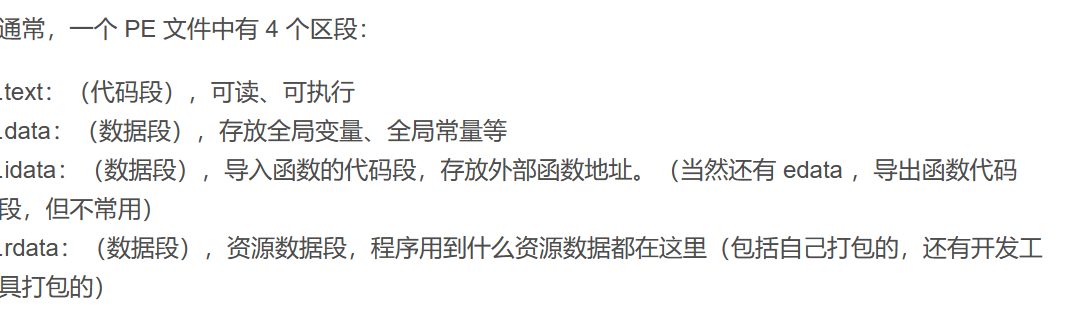 通常，一个 PE 文件中有 4 个区段：
.text：（代码段），可读、可执行
.data：（数据段），存放全局变量、全局常量等
.idata：（数据段），导入函数的代码段，存放外部函数地址。（当然还有 edata ，导出函数代码
段，但不常用）
.rdata：（数据段），资源数据段，程序用到什么资源数据都在这里（包括自己打包的，还有开发工
具打包的）